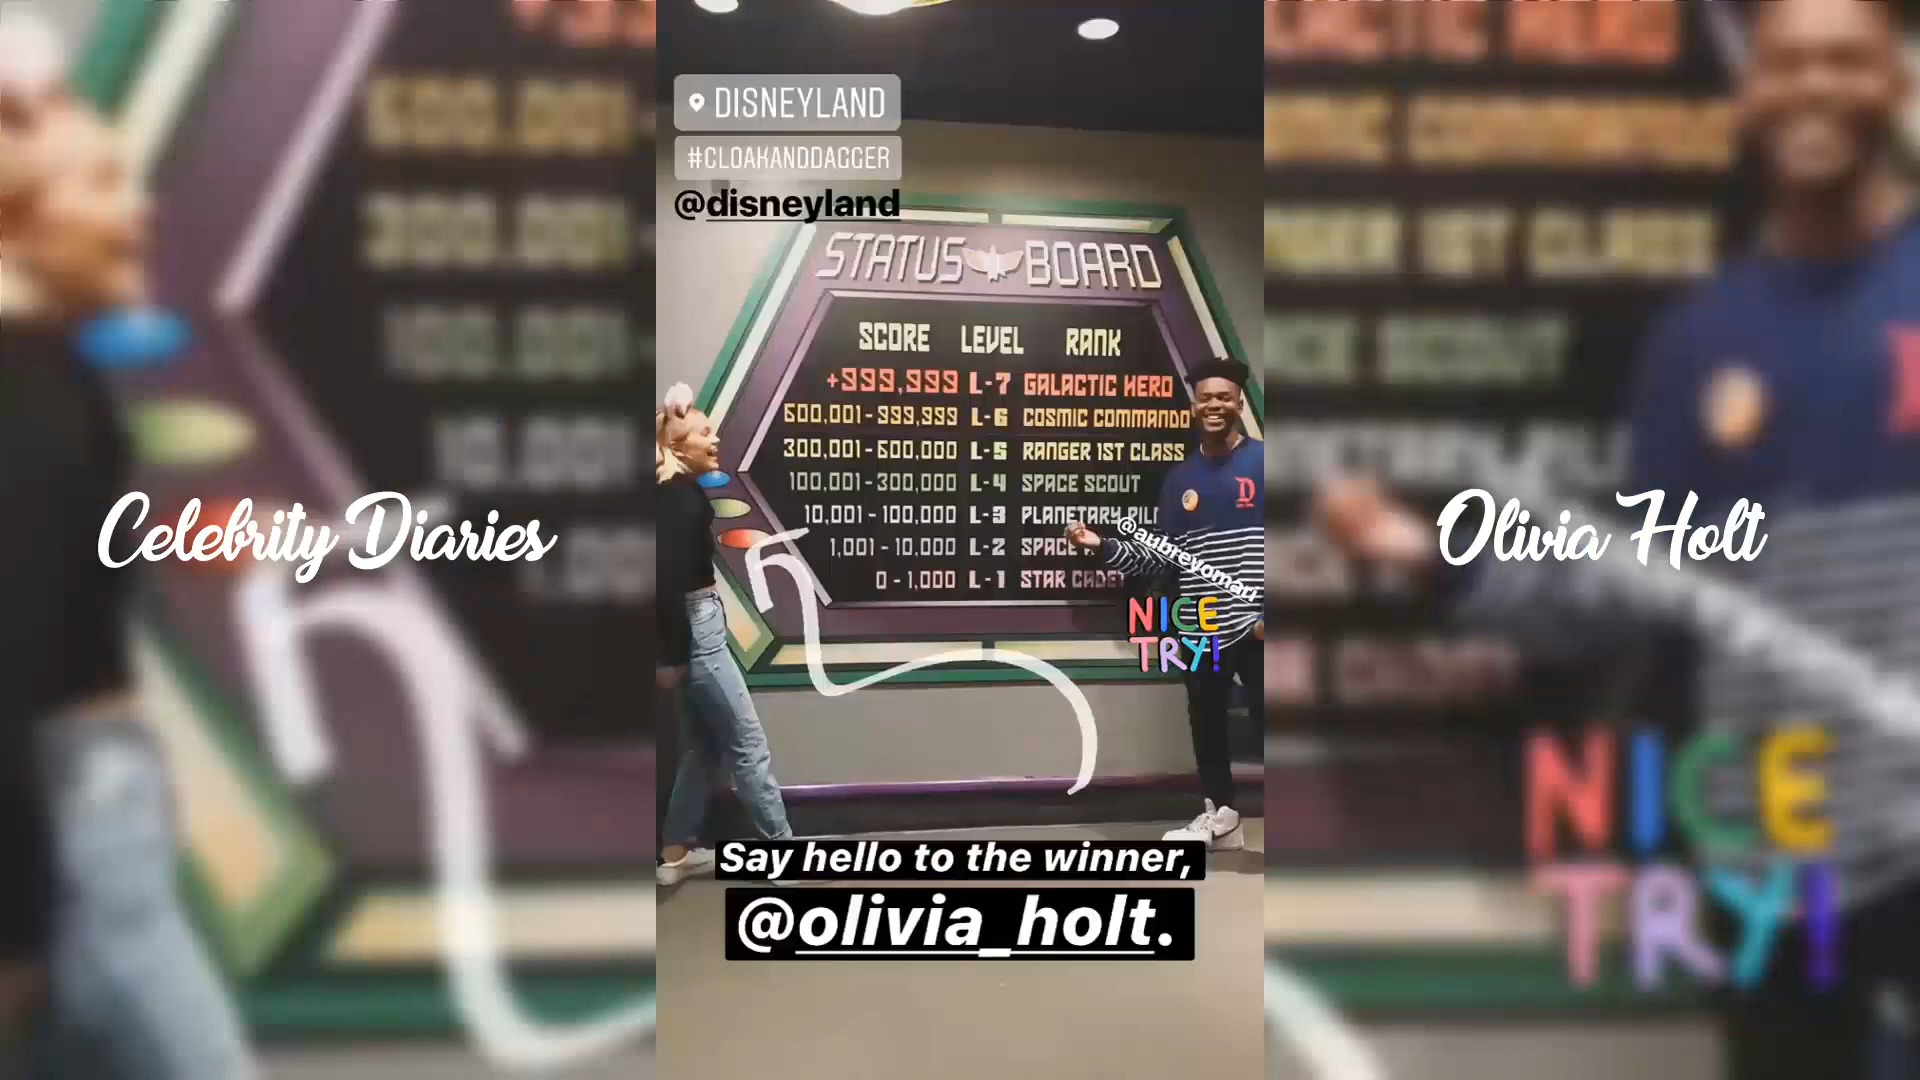 DISNEYLAND
#CLOAKANDDAGGER
@disneyland
STATUS BOARD
SCORE LEVEL RANK
+999,999 L-7 GALACTIC HERO
600,001-999,999 L-6 COSMIC COMMANDO
300,001-600,000 L-5 RANGER 1ST CLASS
100,001-300,000 L-4 SPACE SCOUT
10,001-100,000 L-3 PLANETARY
1,001-10,000 L-2 SPACE
0-1,000 L-1 STAR CADET
@aubreyomari
NICE
TRY!
Celebrity Diaries
Olivia Holt
Say hello to the winner,
@olivia_holt.